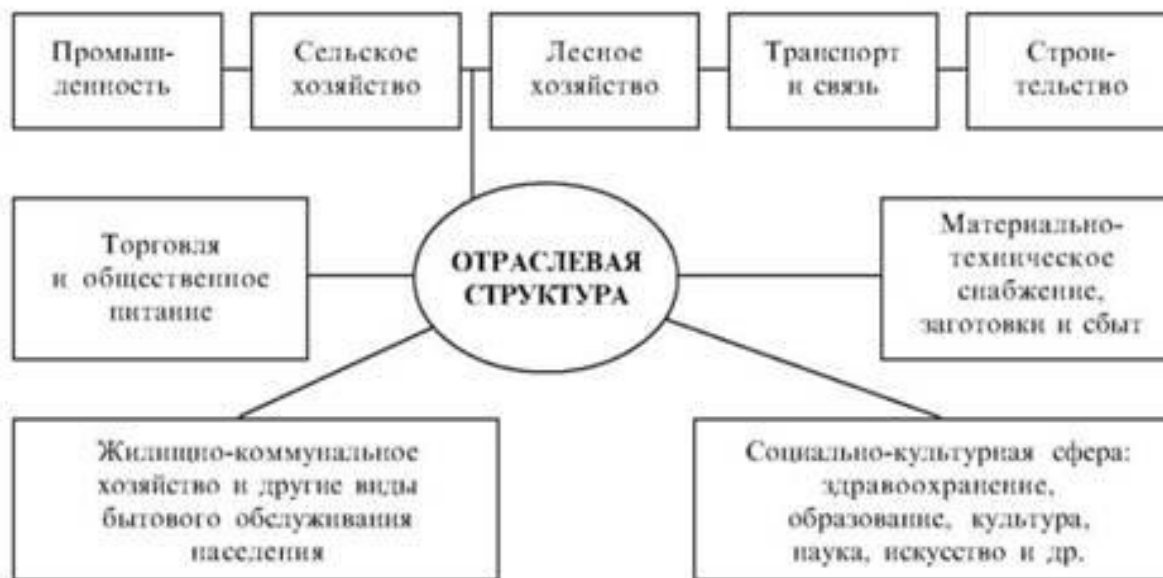 Промыш-
ленность
Сельское
хозяйство
Лесное
хозяйство
Транспорт
и связь
Строи-
тельство
Торговля
и общественное
питание
ОТРАСЛЕВАЯ
СТРУКТУРА
Материально-
техническое
снабжение,
заготовки и сбыт
Жилищно-коммунальное
хозяйство и другие виды
бытового обслуживания
населения
Социально-культурная сфера:
здравоохранение,
образование, культура,
наука, искусство и др.